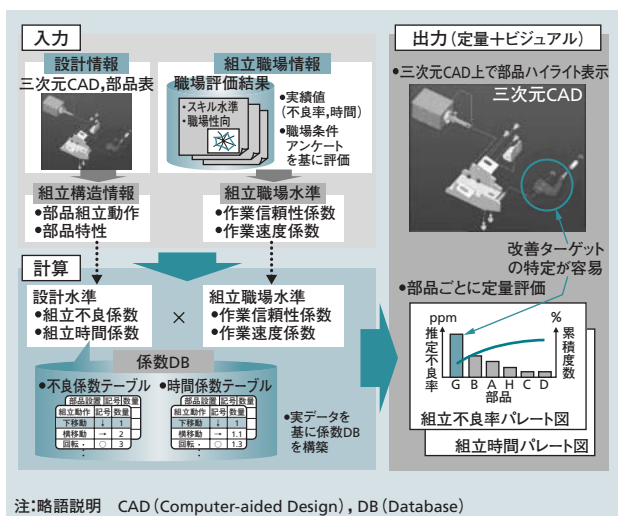 入力
設計情報
三次元CAD,部品表
組立職場情報
職場評価結果
・スキル水準
・職場性向
●実績値
(不良率,時間)
●職場条件
アンケート
を基に評価
組立構造情報
●部品組立動作
●部品特性
組立職場水準
●作業信頼性係数
●作業速度係数
計算
設計水準
●組立不良係数
●組立時間係数
×
組立職場水準
●作業信頼性係数
●作業速度係数
係数DB
●不良係数テーブル
部品設置 記号 数量
組立動作 記号 数量
下移動 ↓ 1
横移動 → 2
回転・ ○ 3
⋮
●時間係数テーブル
部品設置 記号 数量
組立動作 記号 数量
下移動 ↓ 1
横移動 → 1.1
回転・ ○ 1.3
⋮
●実データを
基に係数DB
を構築
出力(定量＋ビジュアル)
●三次元CAD上で部品ハイライト表示
三次元CAD
改善ターゲット
の特定が容易
●部品ごとに定量評価
ppm
推定不良率
%
累積度数
G B A H C D
部品
組立不良率パレート図
組立時間パレート図
注:略語説明 CAD(Computer-aided Design),DB(Database)